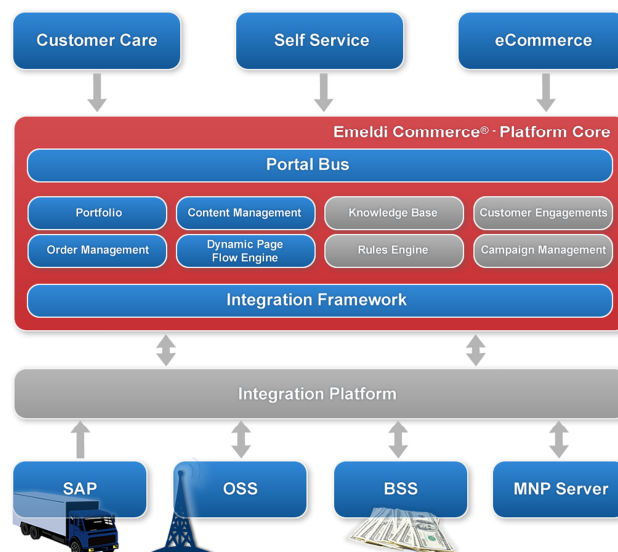 Customer Care
Self Service
eCommerce
Emeldi Commerce® - Platform Core
Portal Bus
Portfolio
Content Management
Knowledge Base
Customer Engagements
Order Management
Dynamic Page
Flow Engine
Rules Engine
Campaign Management
Integration Framework
Integration Platform
SAP
OSS
BSS
MNP Server